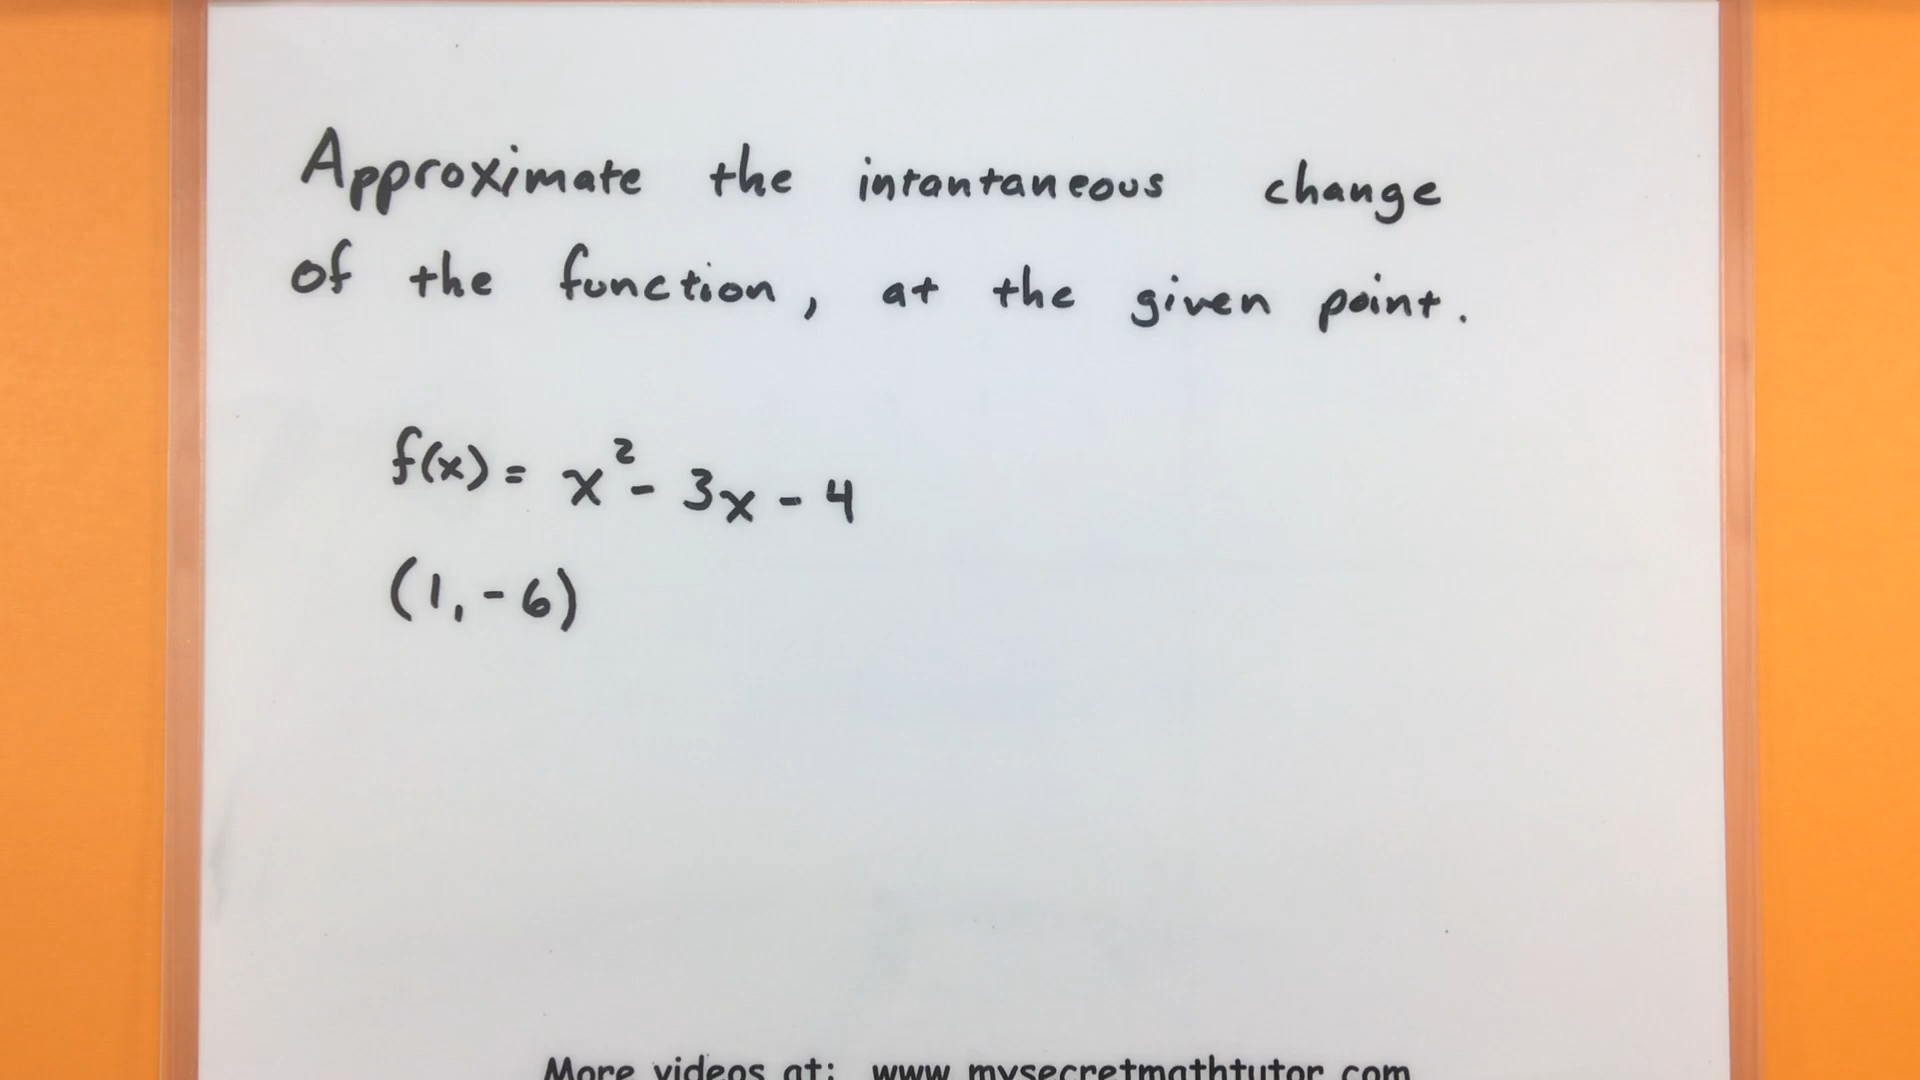 Approximate the intantaneous change
of the function, at the given point.
f(x) = x² - 3x - 4
(1, - 6)
More videos at: www.mysecretmathtutor.com